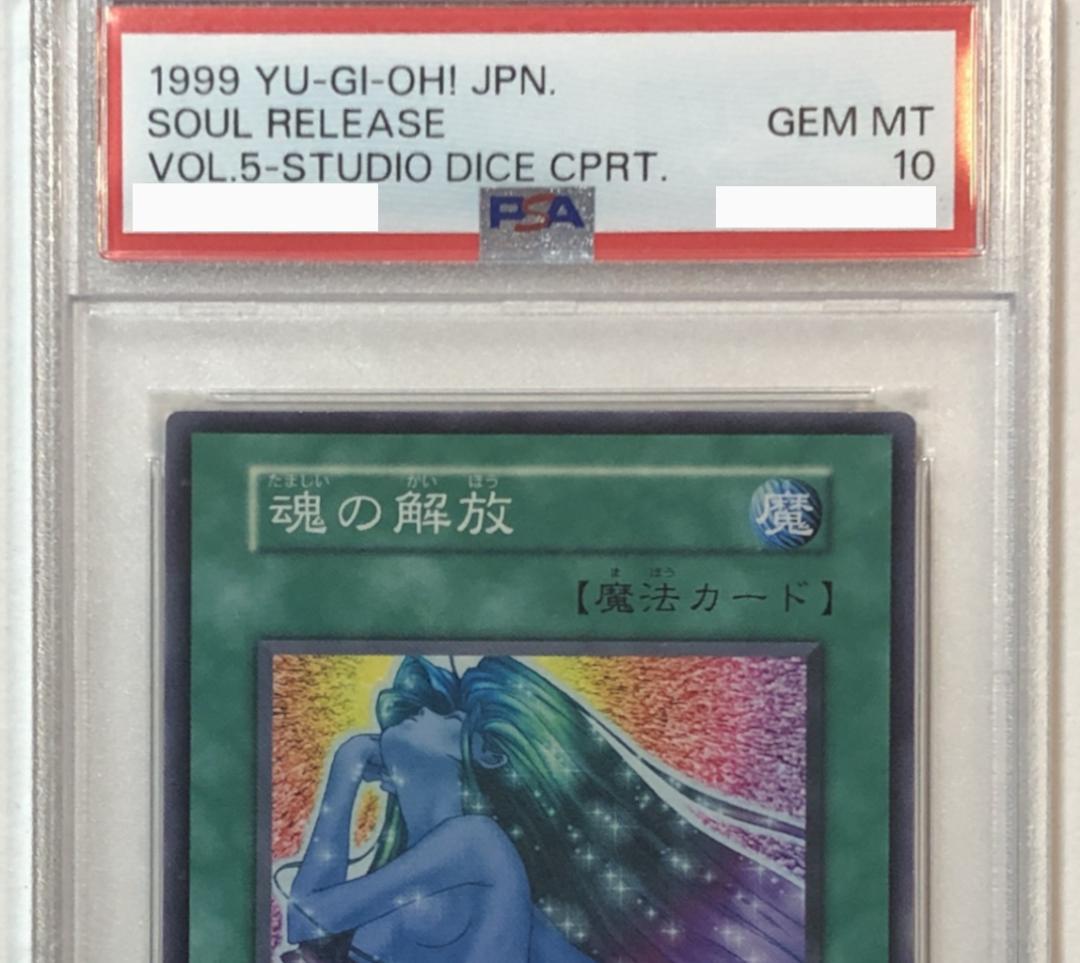 1999 YU-GI-OH! JPN.
SOUL RELEASE GEM MT
VOL.5-STUDIO DICE CPRT. 10
PSA
たましい かい ほう
魂の解放 魔
ま ほう
【魔法カード】